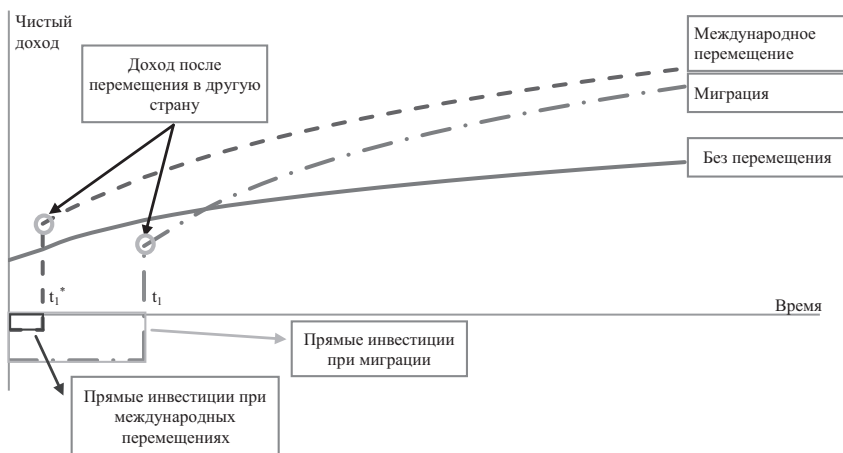 Чистый
доход
Доход после
перемещения в другую
страну
Международное
перемещение
Миграция
Без перемещения
t₁*
t₁
Время
Прямые инвестиции
при миграции
Прямые инвестиции при
международных
перемещениях